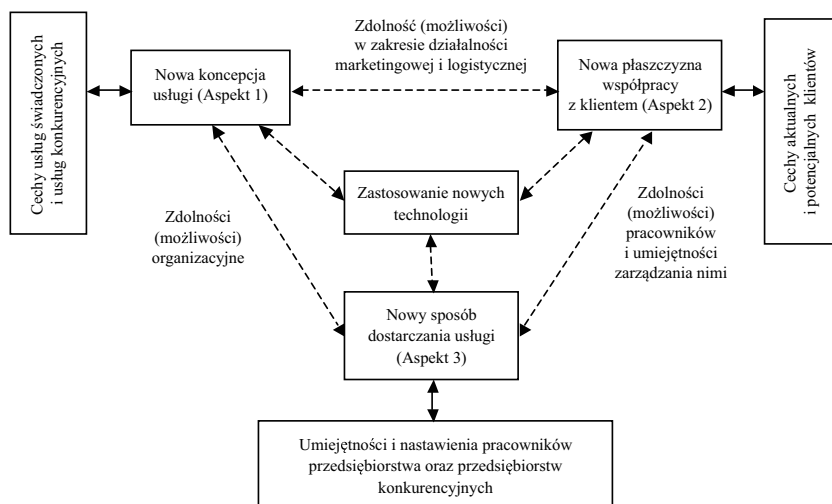 Cechy usług świadczonych
i usług konkurencyjnych
Nowa koncepcja
usługi (Aspekt 1)
Zdolność (możliwości)
w zakresie działalności
marketingowej i logistycznej
Nowa płaszczyzna
współpracy
z klientem (Aspekt 2)
Cechy aktualnych
i potencjalnych klientów
Zdolności
(możliwości)
organizacyjne
Zastosowanie nowych
technologii
Zdolności
(możliwości)
pracowników
i umiejętności
zarządzania nimi
Nowy sposób
dostarczania usługi
(Aspekt 3)
Umiejętności i nastawienia pracowników
przedsiębiorstwa oraz przedsiębiorstw
konkurencyjnych